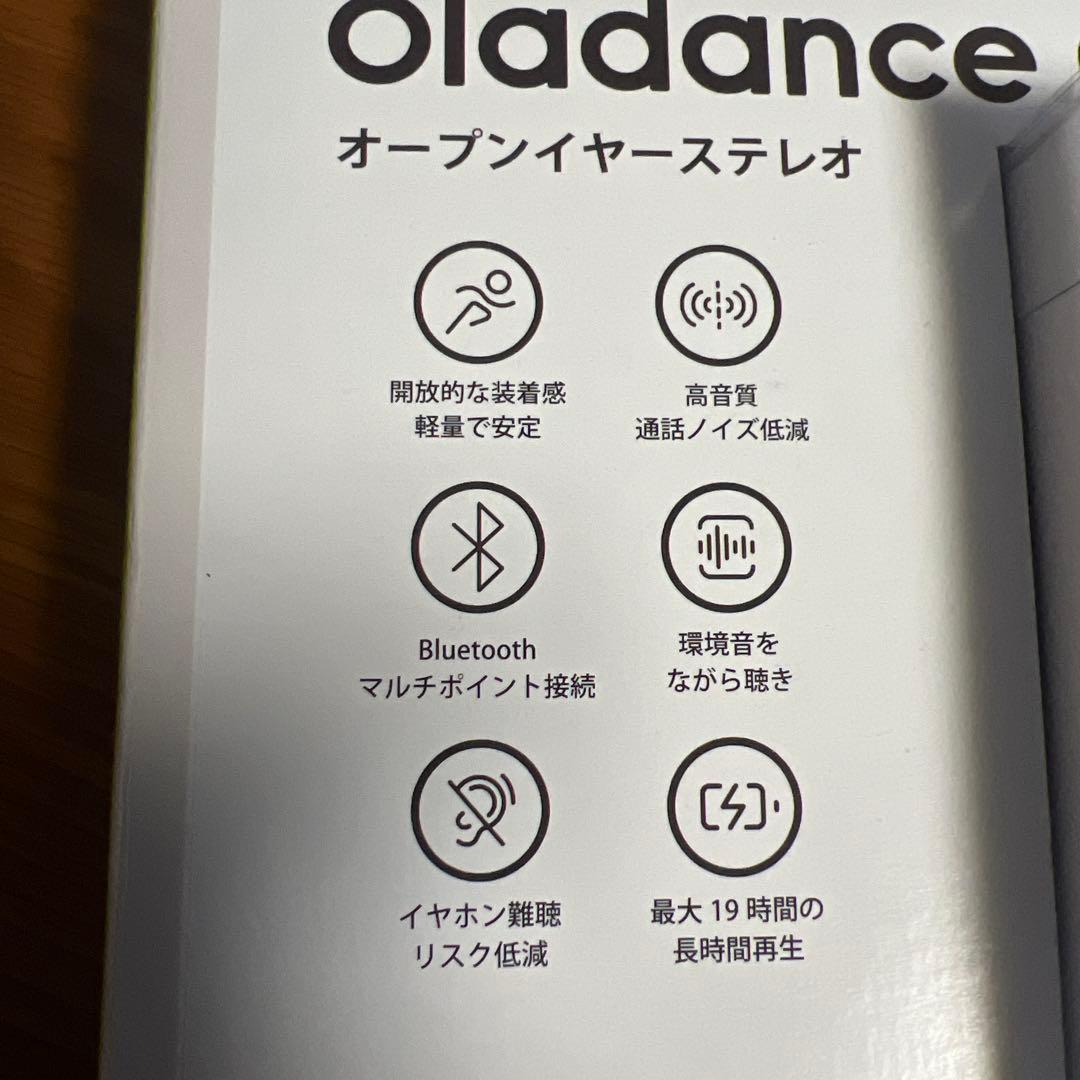 Oladance
オープンイヤーステレオ
開放的な装着感
軽量で安定
高音質
通話ノイズ低減
Bluetooth
マルチポイント接続
環境音を
ながら聴き
イヤホン難聴
リスク低減
最大 19 時間の
長時間再生